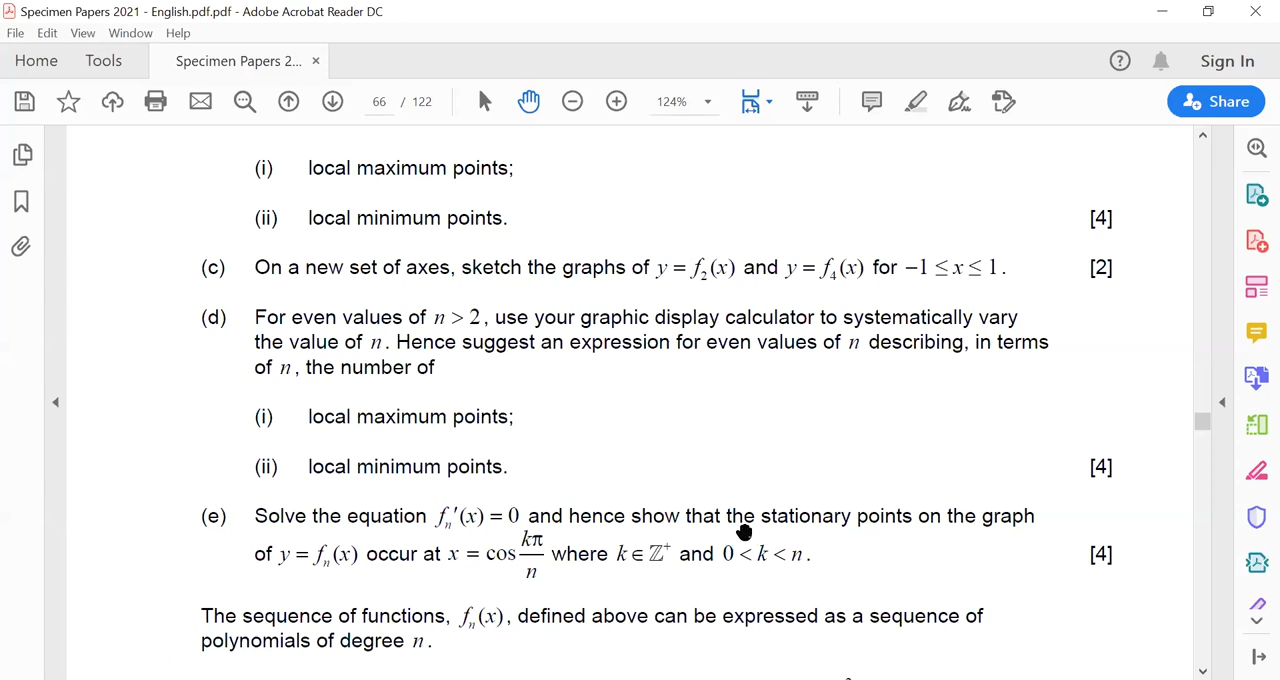 Specimen Papers 2021 - English.pdf.pdf - Adobe Acrobat Reader DC
File Edit View Window Help
Home Tools Specimen Papers 2... × Sign In
66 / 122 124% Share
(i) local maximum points;
(ii) local minimum points. [4]
(c) On a new set of axes, sketch the graphs of y = f₂(x) and y = f₄(x) for −1 ≤ x ≤ 1. [2]
(d) For even values of n > 2, use your graphic display calculator to systematically vary
the value of n. Hence suggest an expression for even values of n describing, in terms
of n, the number of
(i) local maximum points;
(ii) local minimum points. [4]
(e) Solve the equation fₙ′(x) = 0 and hence show that the stationary points on the graph
of y = fₙ(x) occur at x = cos kπ/n where k ∈ ℤ⁺ and 0 < k < n. [4]
The sequence of functions, fₙ(x), defined above can be expressed as a sequence of
polynomials of degree n.